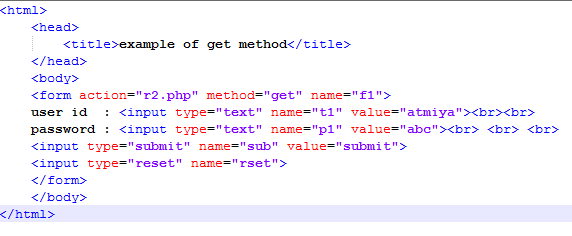 <html>
<head>
<title>example of get method</title>
</head>
<body>
<form action="r2.php" method="get" name="f1">
user id  : <input type="text" name="t1" value="atmiya"><br><br>
password : <input type="text" name="p1" value="abc"><br> <br> <br>
<input type="submit" name="sub" value="submit">
<input type="reset" name="rset">
</form>
</body>
</html>